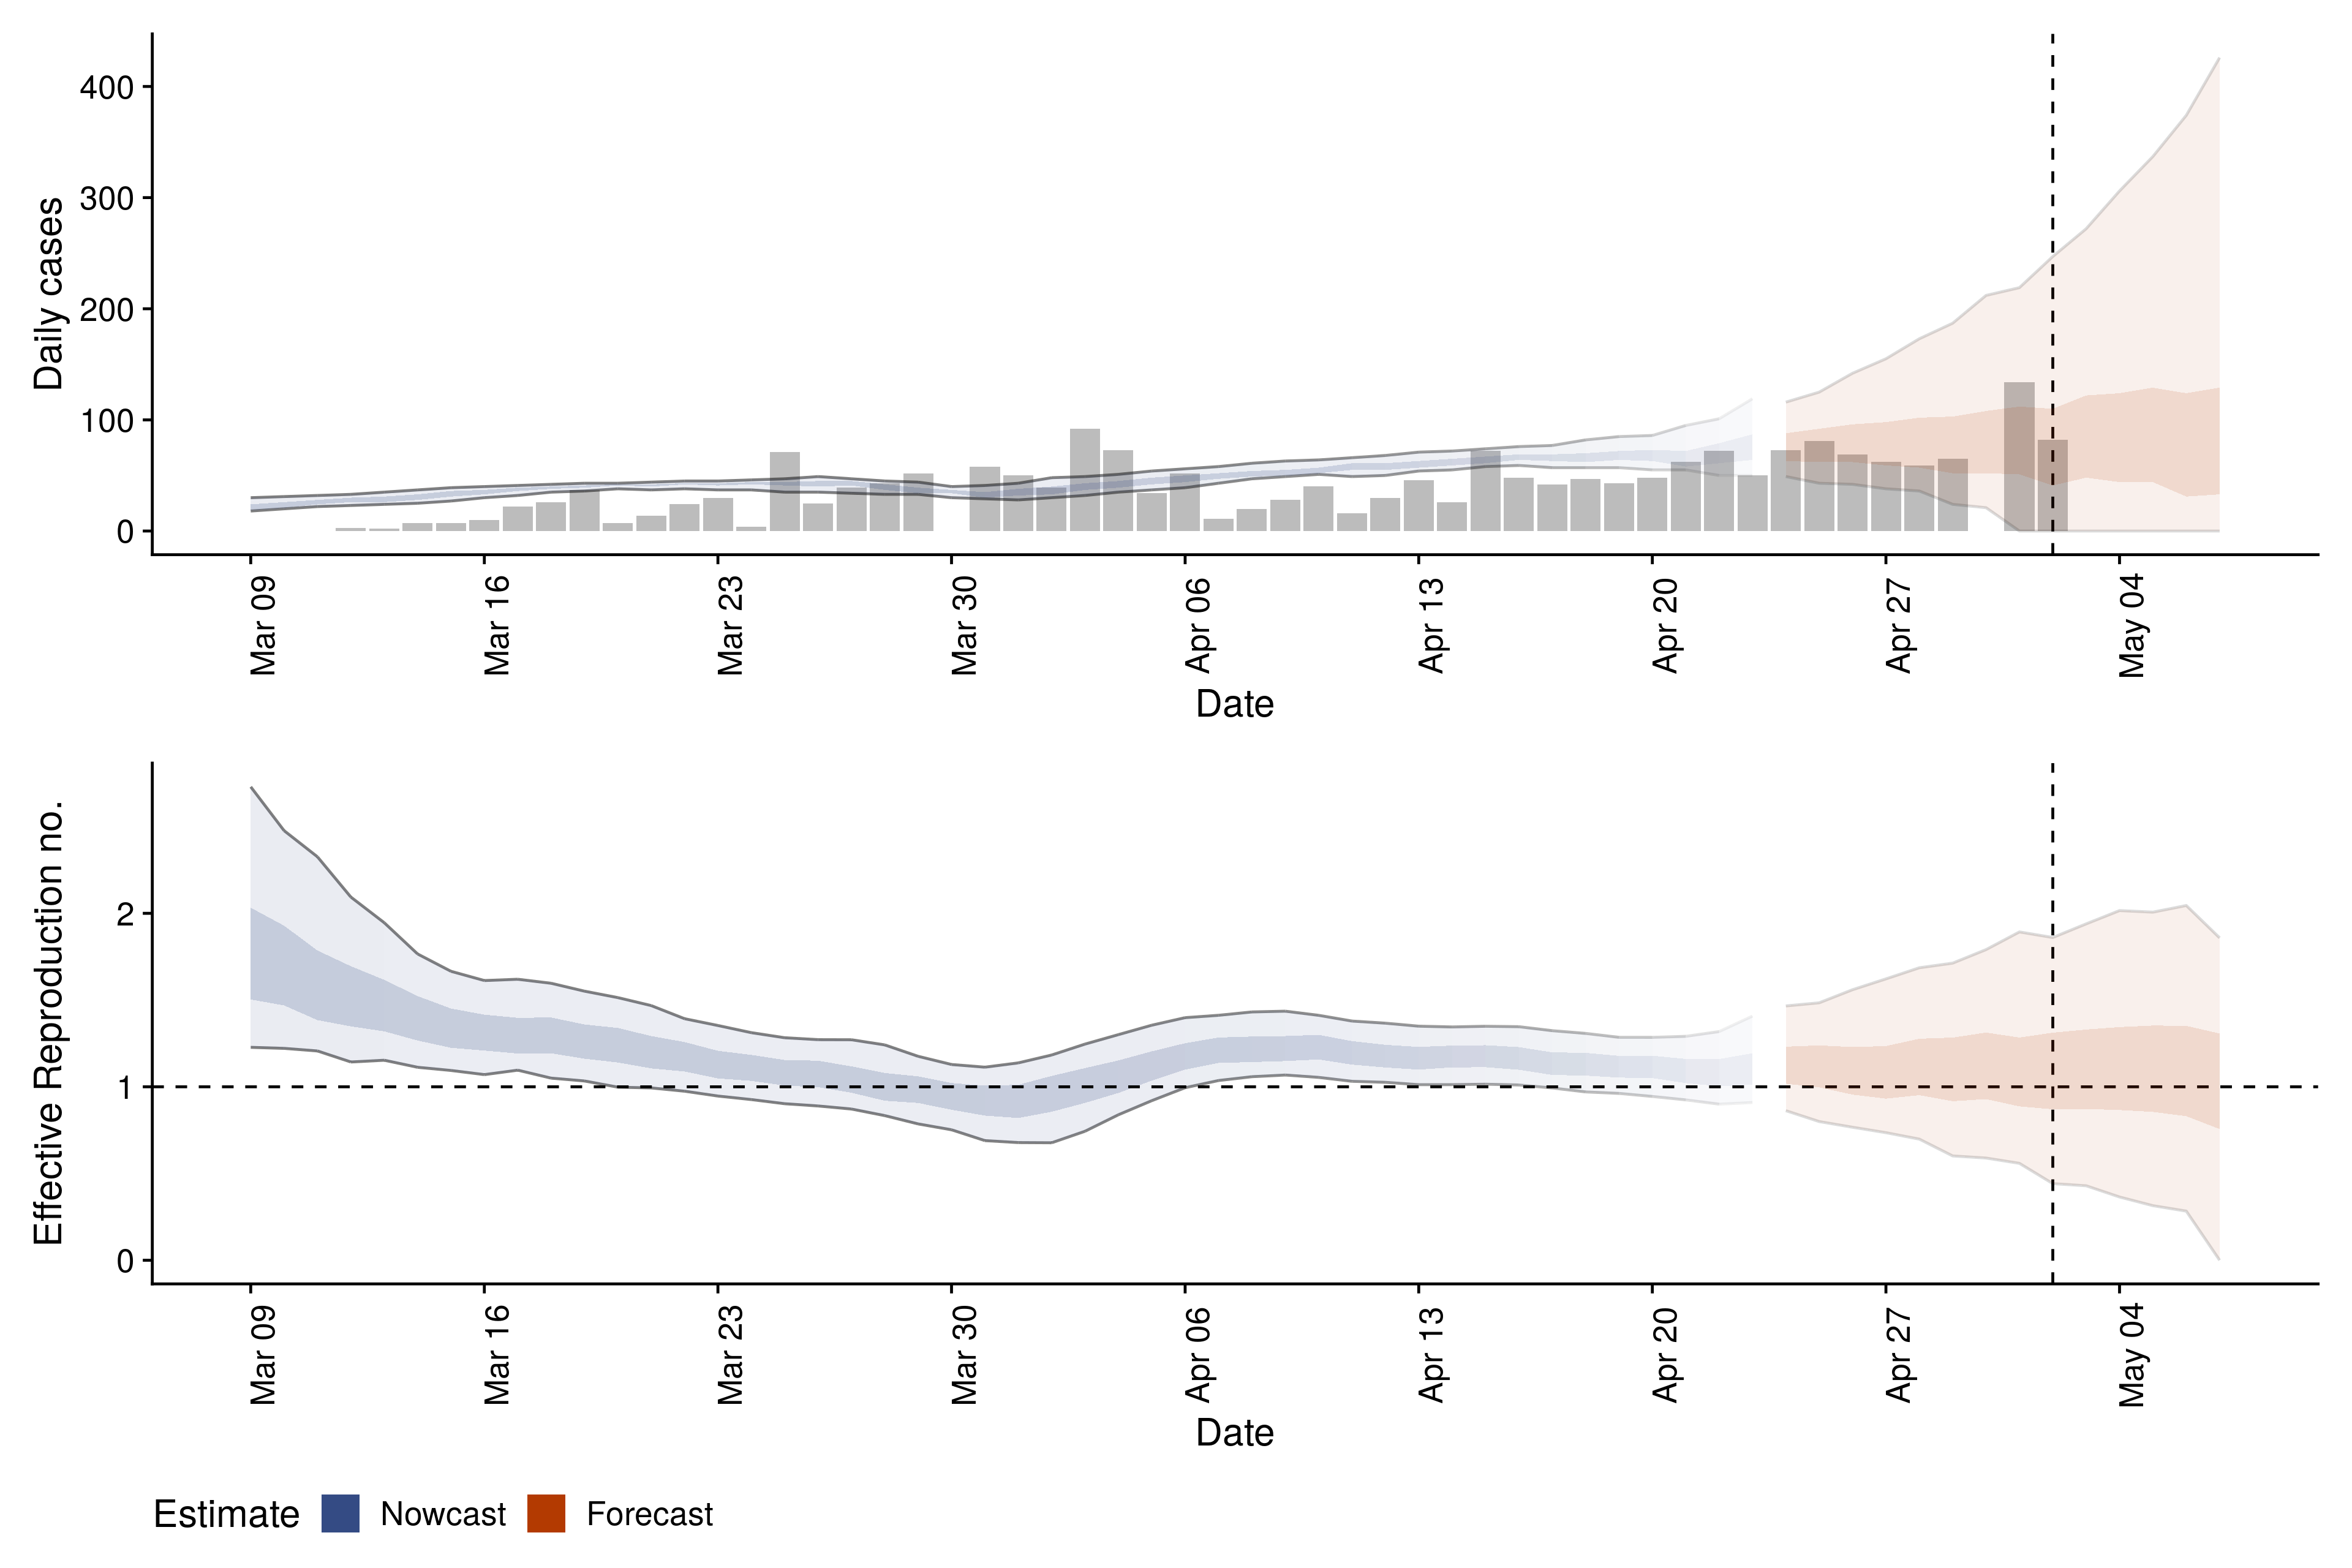 Daily cases
400
300
200
100
0
Mar 09
Mar 16
Mar 23
Mar 30
Apr 06
Apr 13
Apr 20
Apr 27
May 04
Date
Effective Reproduction no.
2
1
0
Mar 09
Mar 16
Mar 23
Mar 30
Apr 06
Apr 13
Apr 20
Apr 27
May 04
Date
Estimate Nowcast Forecast